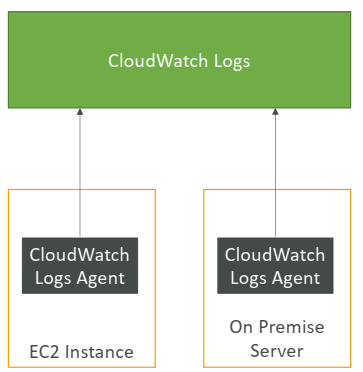 CloudWatch Logs
CloudWatch
Logs Agent
EC2 Instance
CloudWatch
Logs Agent
On Premise
Server